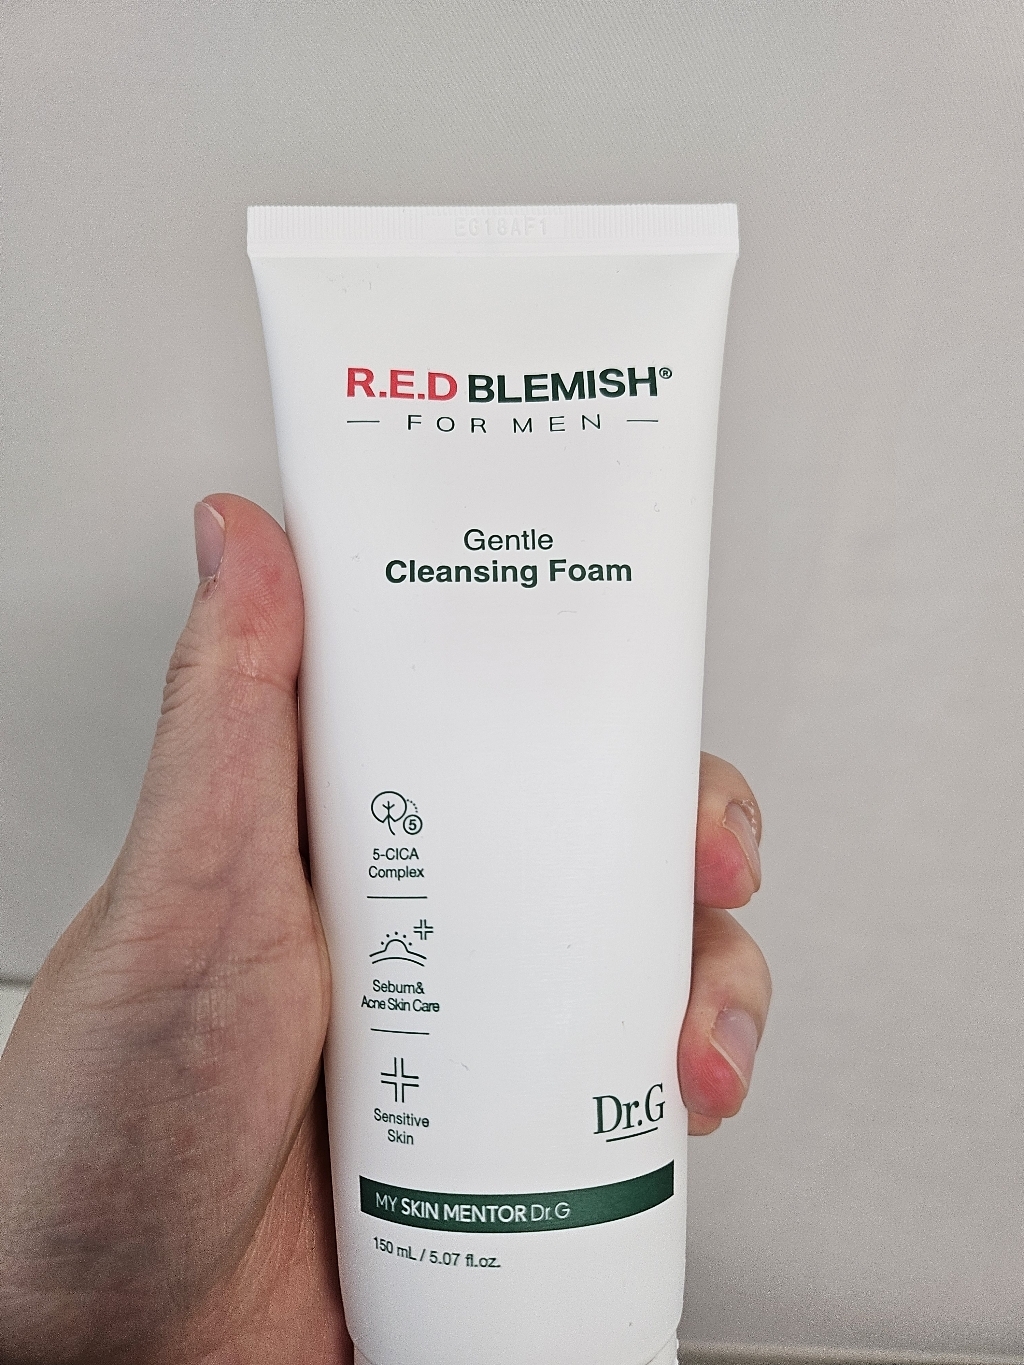 EG18AF1
R.E.D BLEMISH®
FOR MEN
Gentle
Cleansing Foam
5
5-CICA
Complex
Sebum&
Acne Skin Care
Sensitive
Skin
Dr.G
MY SKIN MENTOR Dr.G
150 mL / 5.07 fl.oz.